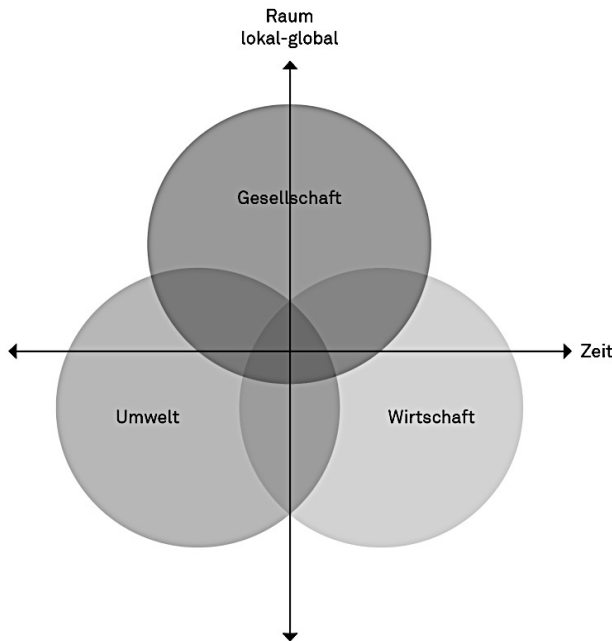 Raum
lokal-global
Gesellschaft
Zeit
Umwelt
Wirtschaft